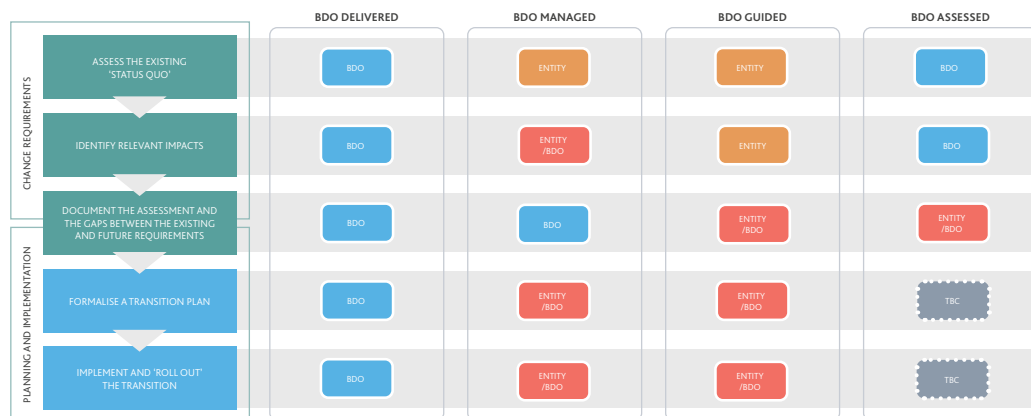 BDO DELIVERED
BDO MANAGED
BDO GUIDED
BDO ASSESSED
CHANGE REQUIREMENTS
ASSESS THE EXISTING
‘STATUS QUO’
BDO
ENTITY
ENTITY
BDO
IDENTIFY RELEVANT IMPACTS
BDO
ENTITY
/BDO
ENTITY
BDO
DOCUMENT THE ASSESSMENT AND
THE GAPS BETWEEN THE EXISTING
AND FUTURE REQUIREMENTS
BDO
BDO
ENTITY
/BDO
ENTITY
/BDO
PLANNING AND IMPLEMENTATION
FORMALISE A TRANSITION PLAN
BDO
ENTITY
/BDO
ENTITY
/BDO
TBC
IMPLEMENT AND ‘ROLL OUT’
THE TRANSITION
BDO
ENTITY
/BDO
ENTITY
/BDO
TBC